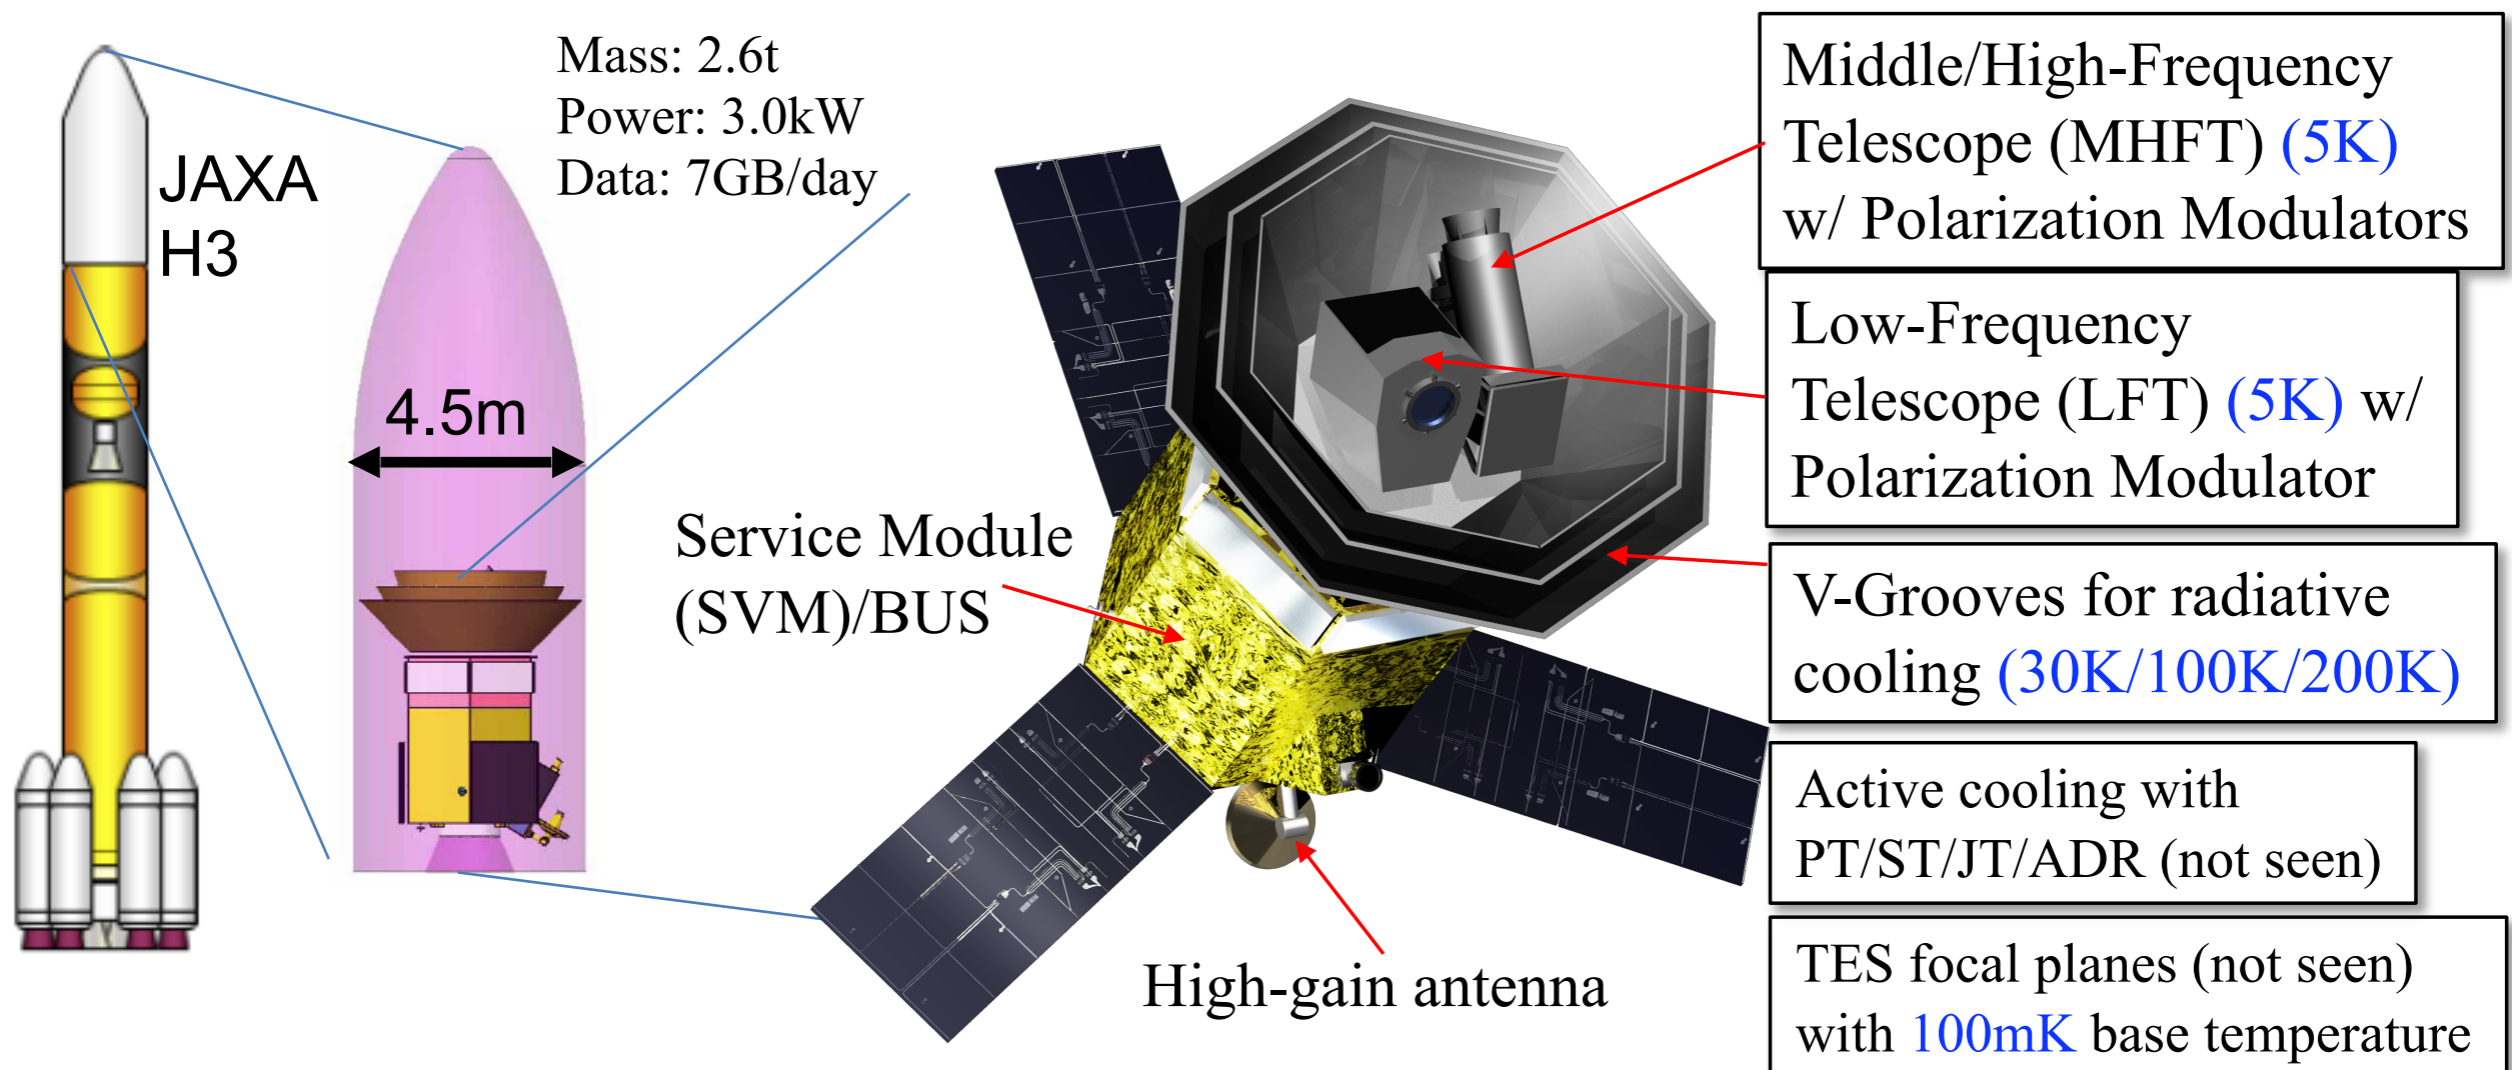 JAXA
H3
Mass: 2.6t
Power: 3.0kW
Data: 7GB/day
4.5m
Service Module
(SVM)/BUS
High-gain antenna
Middle/High-Frequency
Telescope (MHFT) (5K)
w/ Polarization Modulators
Low-Frequency
Telescope (LFT) (5K) w/
Polarization Modulator
V-Grooves for radiative
cooling (30K/100K/200K)
Active cooling with
PT/ST/JT/ADR (not seen)
TES focal planes (not seen)
with 100mK base temperature